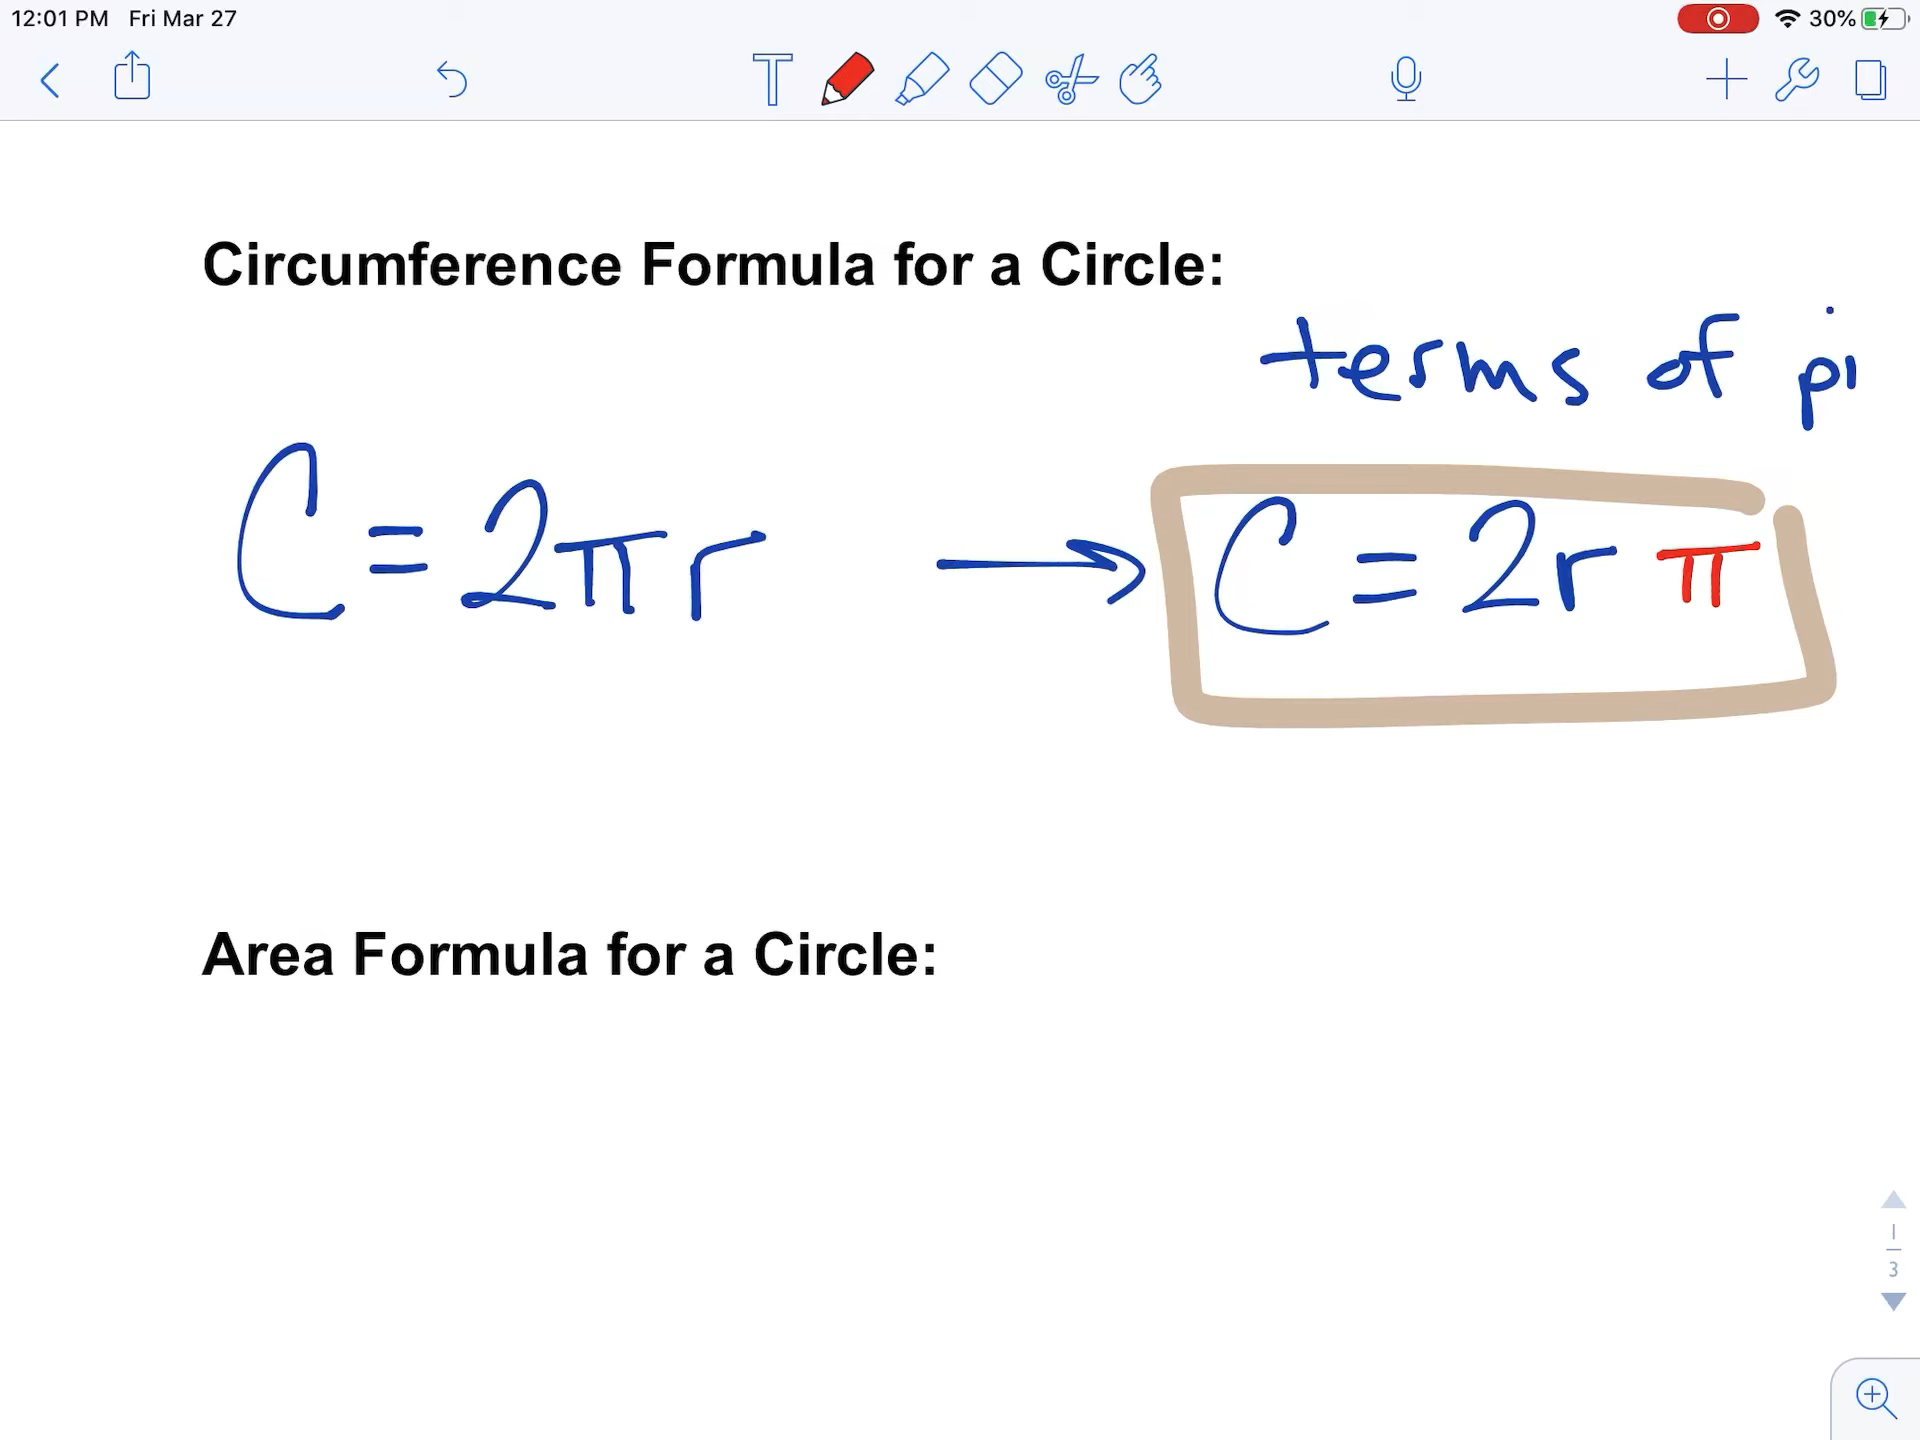 12:01 PM Fri Mar 27 30%
T
Circumference Formula for a Circle:
terms of pi
C = 2πr → C = 2r π
Area Formula for a Circle:
1
3